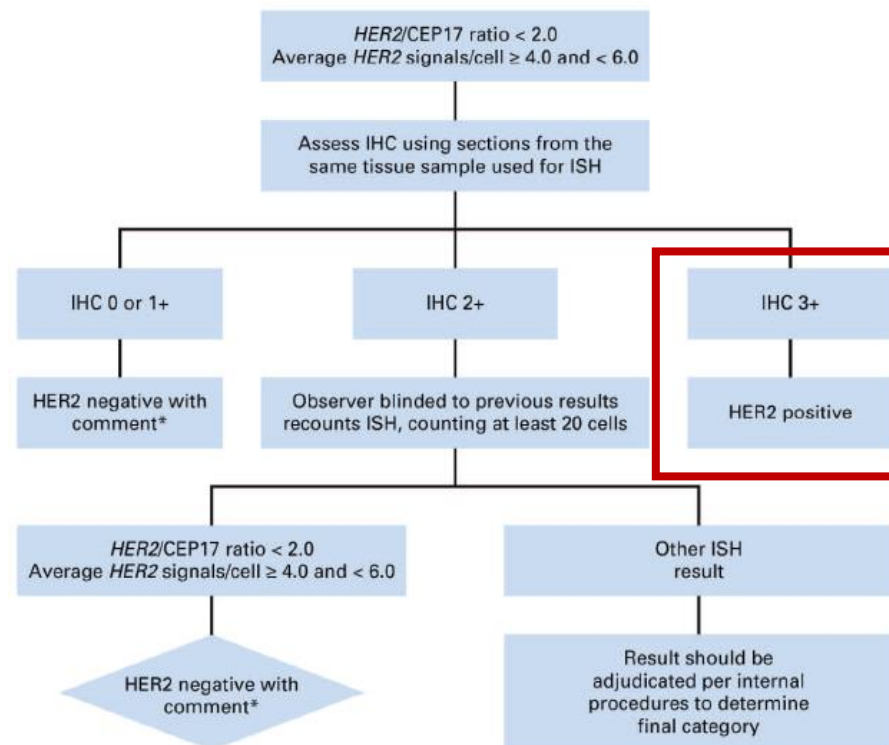 HER2/CEP17 ratio < 2.0
Average HER2 signals/cell ≥ 4.0 and < 6.0
Assess IHC using sections from the
same tissue sample used for ISH
IHC 0 or 1+
IHC 2+
IHC 3+
HER2 negative with
comment*
Observer blinded to previous results
recounts ISH, counting at least 20 cells
HER2 positive
HER2/CEP17 ratio < 2.0
Average HER2 signals/cell ≥ 4.0 and < 6.0
Other ISH
result
HER2 negative with
comment*
Result should be
adjudicated per internal
procedures to determine
final category